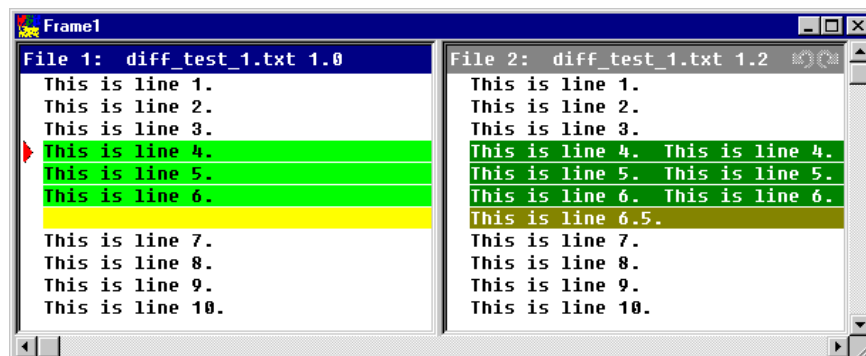 Frame1
File 1:  diff_test_1.txt 1.0
This is line 1.
This is line 2.
This is line 3.
This is line 4.
This is line 5.
This is line 6.
This is line 7.
This is line 8.
This is line 9.
This is line 10.
File 2:  diff_test_1.txt 1.2
This is line 1.
This is line 2.
This is line 3.
This is line 4.  This is line 4.
This is line 5.  This is line 5.
This is line 6.  This is line 6.
This is line 6.5.
This is line 7.
This is line 8.
This is line 9.
This is line 10.